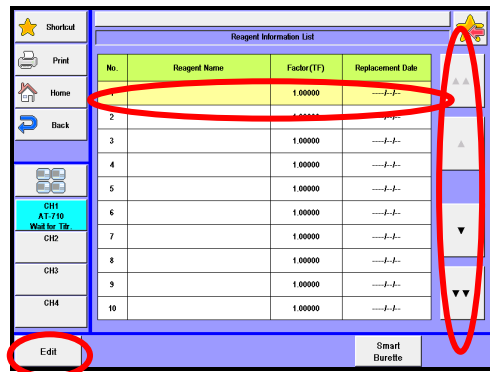 Shortcut
Reagent Information List
Print
Home
Back
CH1
AT-710
Wait for Titr.
CH2
CH3
CH4
No. Reagent Name Factor(TF) Replacement Date
1.00000 ----/--/--
2 1.00000 ----/--/--
3 1.00000 ----/--/--
4 1.00000 ----/--/--
5 1.00000 ----/--/--
6 1.00000 ----/--/--
7 1.00000 ----/--/--
8 1.00000 ----/--/--
9 1.00000 ----/--/--
10 1.00000 ----/--/--
Edit
Smart
Burette